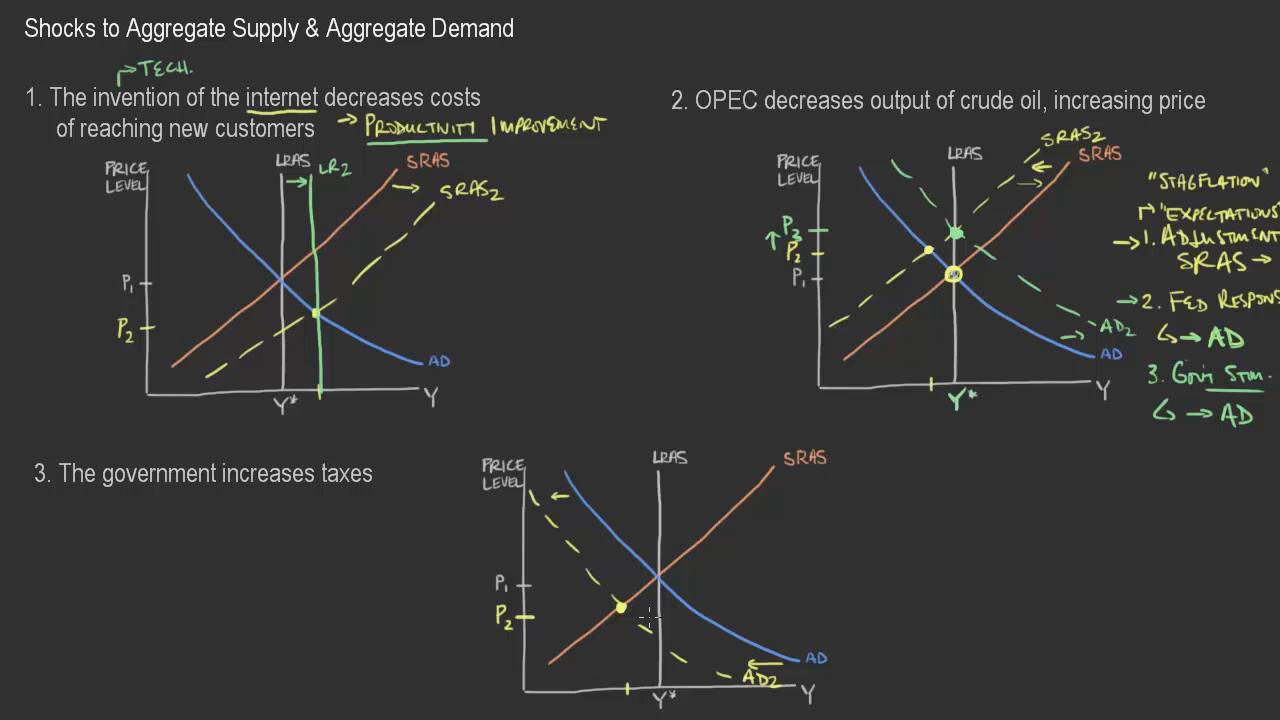 Shocks to Aggregate Supply & Aggregate Demand
→ TECH.
1. The invention of the internet decreases costs
of reaching new customers
→ PRODUCTIVITY IMPROVEMENT
PRICE
LEVEL
LRAS
LR2
SRAS
SRAS2
P1
P2
AD
Y*
Y
2. OPEC decreases output of crude oil, increasing price
PRICE
LEVEL
LRAS
SRAS2
SRAS
↑ P3
P2
P1
AD2
AD
Y*
Y
"STAGFLATION"
"EXPECTATIONS"
→ 1. ADJUSTMENT
SRAS →
→ 2. FED RESPON
↳ → AD
3. GOV'T STIM.
↳ → AD
3. The government increases taxes
PRICE
LEVEL
LRAS
SRAS
P1
P2
AD
AD2
Y*
Y